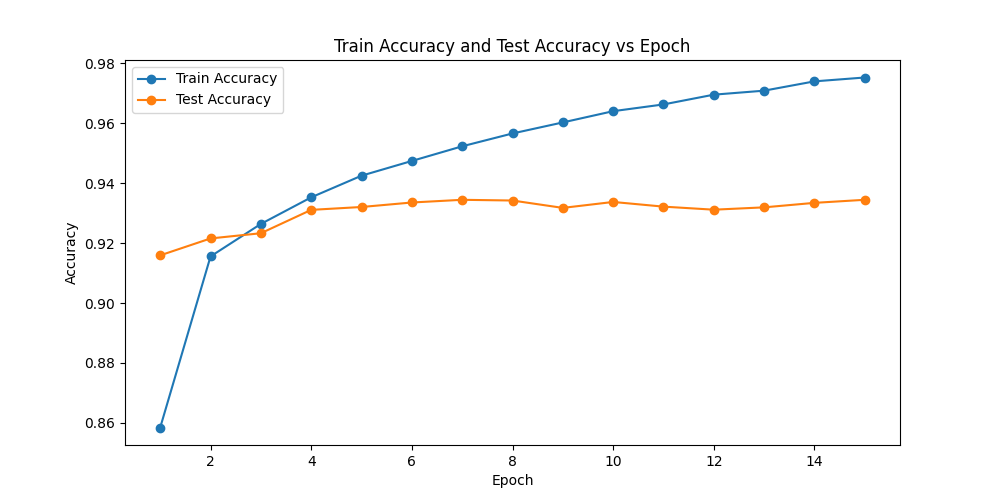 Train Accuracy and Test Accuracy vs Epoch
Train Accuracy
Test Accuracy
Accuracy
0.98
0.96
0.94
0.92
0.90
0.88
0.86
2 4 6 8 10 12 14
Epoch